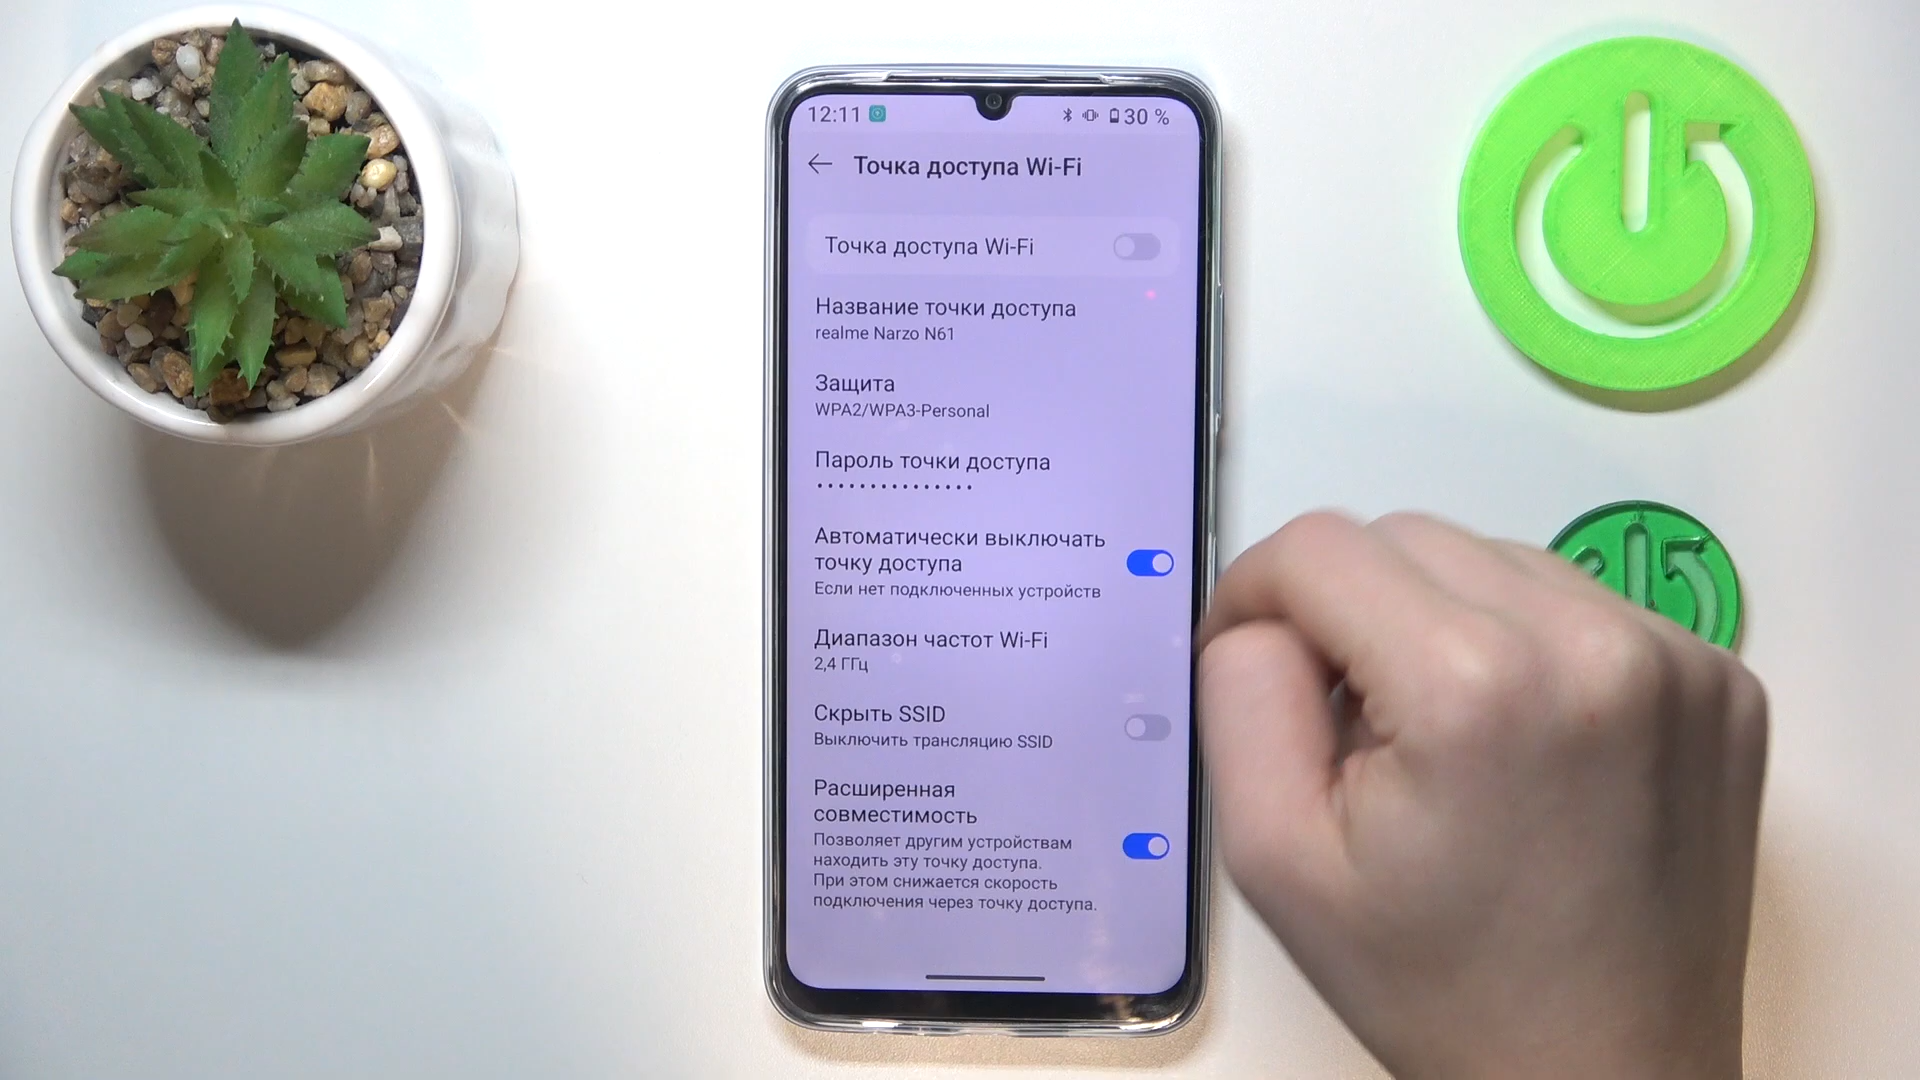 12:11 30 %
Точка доступа Wi-Fi
Точка доступа Wi-Fi
Название точки доступа
realme Narzo N61
Защита
WPA2/WPA3-Personal
Пароль точки доступа
•••••••••••••••
Автоматически выключать
точку доступа
Если нет подключенных устройств
Диапазон частот Wi-Fi
2,4 ГГц
Скрыть SSID
Выключить трансляцию SSID
Расширенная
совместимость
Позволяет другим устройствам
находить эту точку доступа.
При этом снижается скорость
подключения через точку доступа.